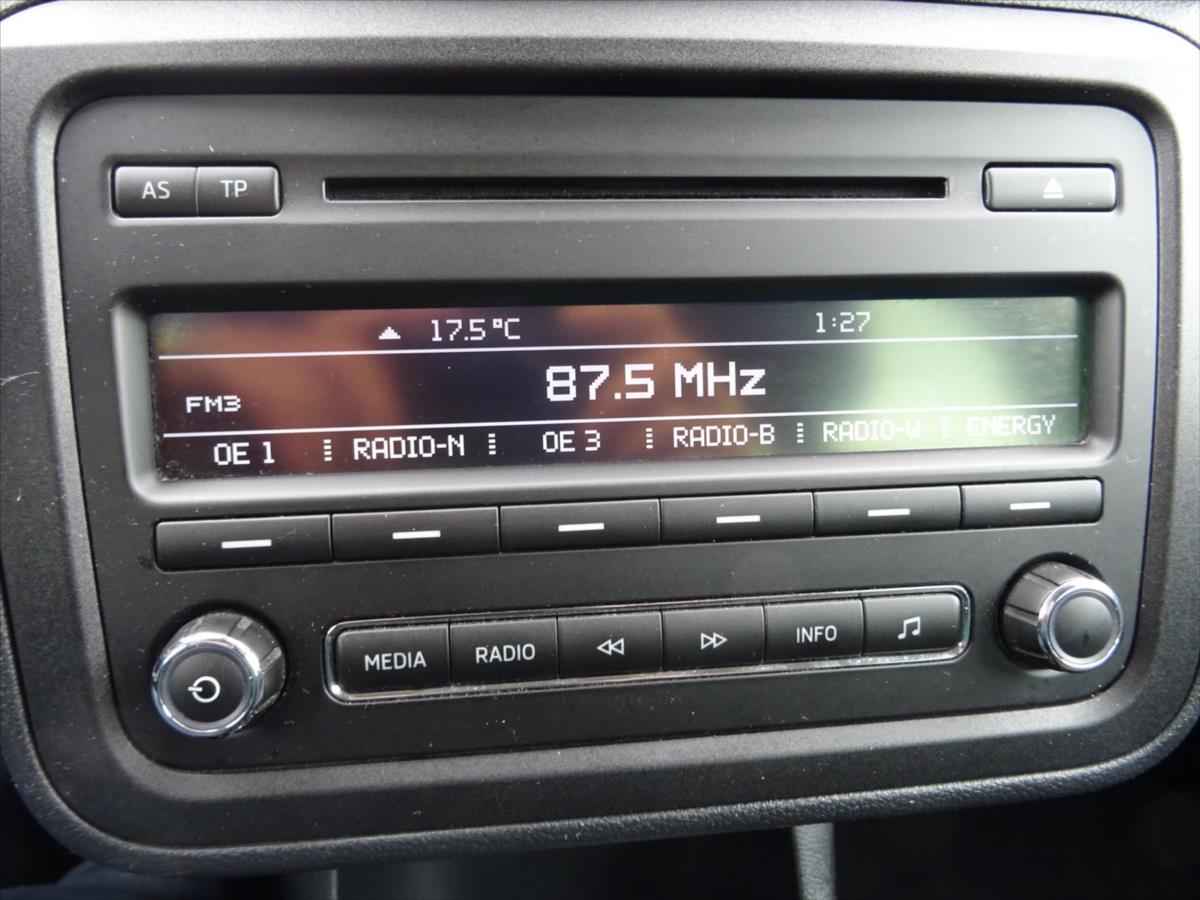 AS TP
17.5°C 1:27
87.5 MHz
FM3
OE 1 RADIO-N OE 3 RADIO-B RADIO-W ENERGY
MEDIA RADIO INFO